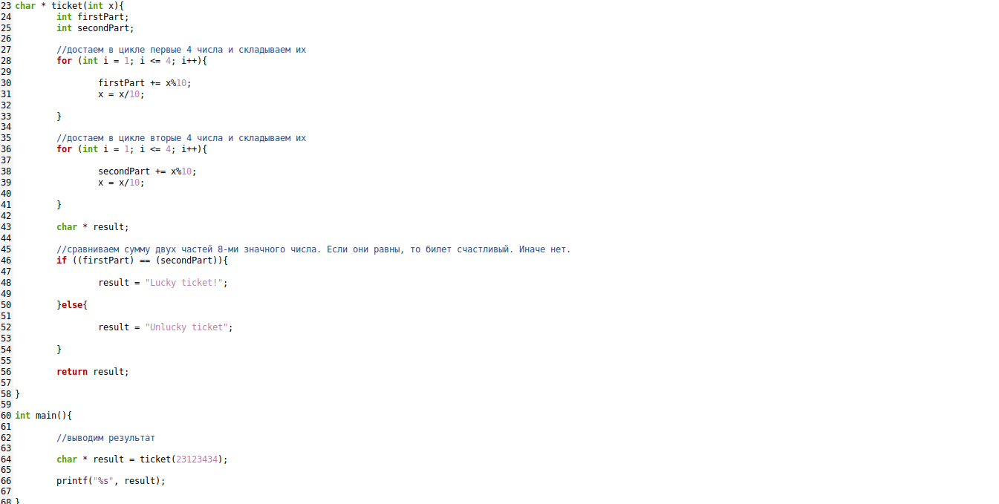 23 char * ticket(int x){
24 int firstPart;
25 int secondPart;
26
27 //достаем в цикле первые 4 числа и складываем их
28 for (int i = 1; i <= 4; i++){
29
30 firstPart += x%10;
31 x = x/10;
32
33 }
34
35 //достаем в цикле вторые 4 числа и складываем их
36 for (int i = 1; i <= 4; i++){
37
38 secondPart += x%10;
39 x = x/10;
40
41 }
42
43 char * result;
44
45 //сравниваем сумму двух частей 8-ми значного числа. Если они равны, то билет счастливый. Иначе нет.
46 if ((firstPart) == (secondPart)){
47
48 result = "Lucky ticket!";
49
50 }else{
51
52 result = "Unlucky ticket";
53
54 }
55
56 return result;
57
58 }
59
60 int main(){
61
62 //выводим результат
63
64 char * result = ticket(23123434);
65
66 printf("%s", result);
67
68 }